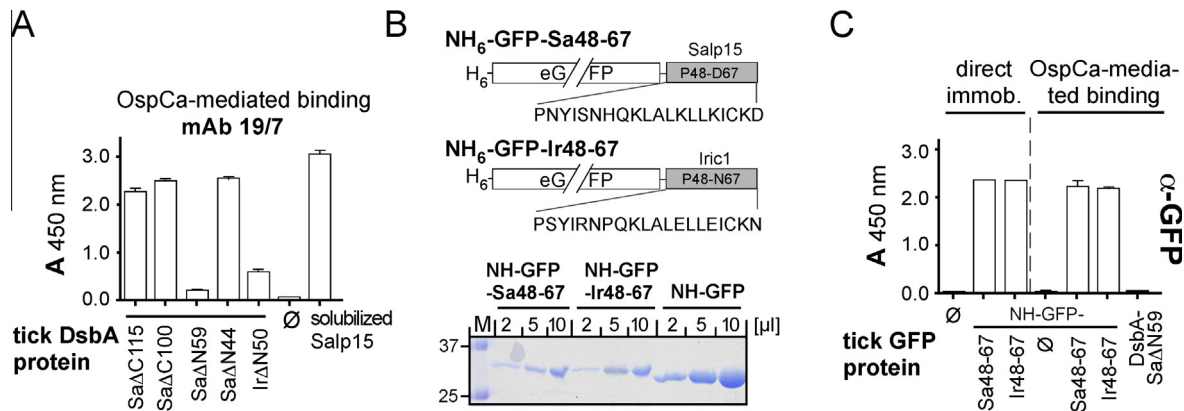 A
OspCa-mediated binding
mAb 19/7
A 450 nm
3.0
2.0
1.0
0.0
tick DsbA
protein
SaΔC115
SaΔC100
SaΔN59
SaΔN44
IrΔN50
Ø
solubilized
Salp15
B
NH6-GFP-Sa48-67
Salp15
H6
eG
FP
P48-D67
PNYISNHQKLALKLLKICKD
NH6-GFP-Ir48-67
Iric1
H6
eG
FP
P48-N67
PSYIRNPQKLALELLEICKN
NH-GFP
-Sa48-67
NH-GFP
-Ir48-67
NH-GFP
M 2 5 10 2 5 10 2 5 10 [µl]
37
25
C
direct
immob.
OspCa-media-
ted binding
A 450 nm
3.0
2.0
1.0
0.0
α-GFP
tick GFP
protein
Ø
NH-GFP-
Sa48-67
Ir48-67
Ø
Sa48-67
Ir48-67
DsbA-
SaΔN59